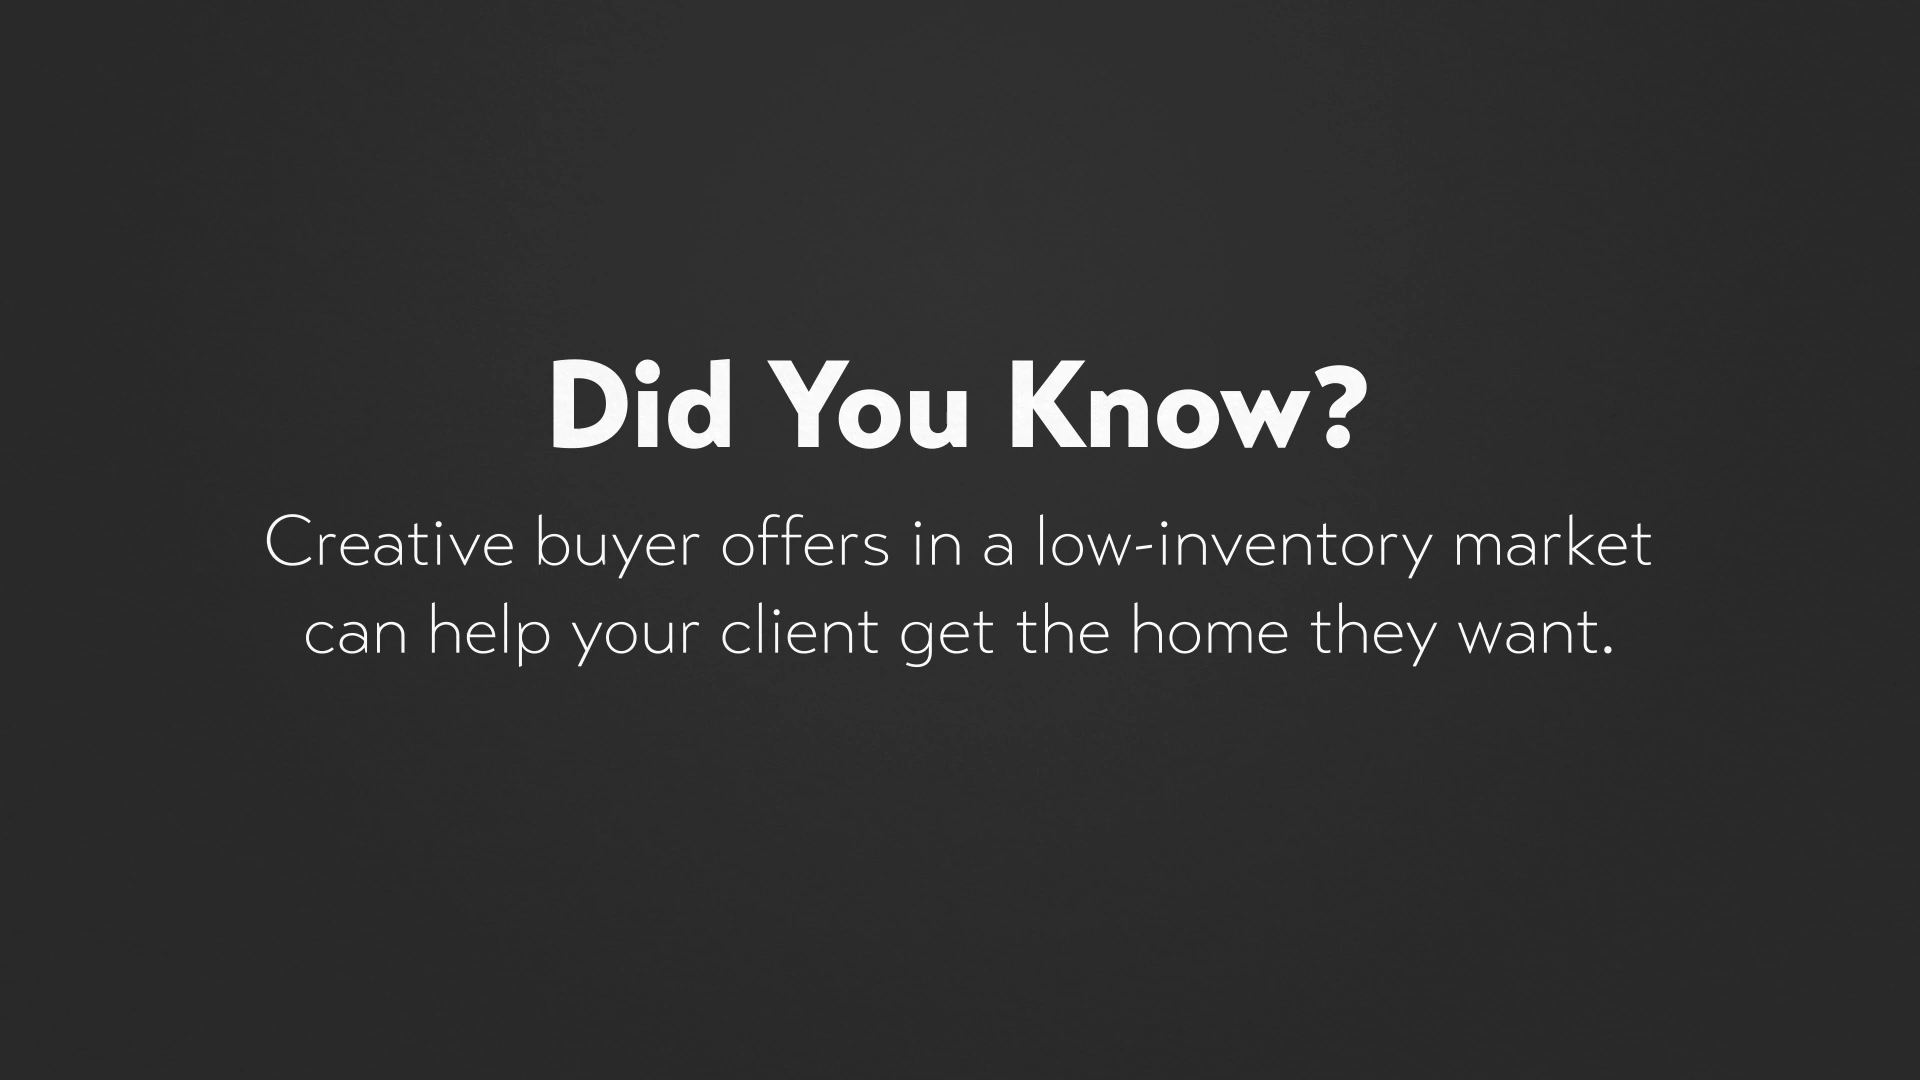 Did You Know?
Creative buyer offers in a low-inventory market
can help your client get the home they want.